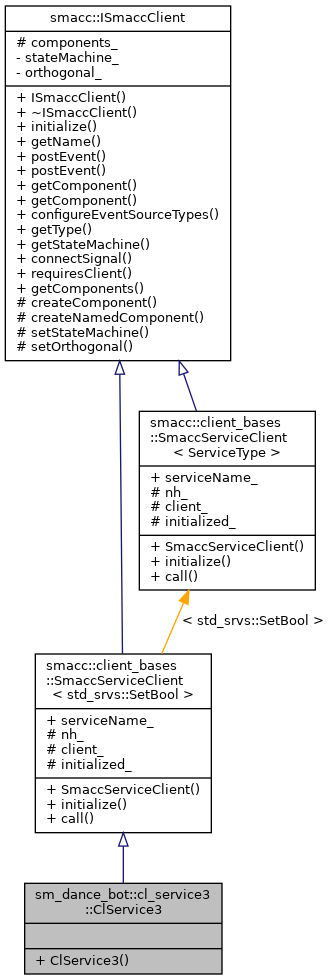 smacc::ISmaccClient
# components_
- stateMachine_
- orthogonal_
+ ISmaccClient()
+ ~ISmaccClient()
+ initialize()
+ getName()
+ postEvent()
+ postEvent()
+ getComponent()
+ getComponent()
+ configureEventSourceTypes()
+ getType()
+ getStateMachine()
+ connectSignal()
+ requiresClient()
+ getComponents()
# createComponent()
# createNamedComponent()
# setStateMachine()
# setOrthogonal()
smacc::client_bases
::SmaccServiceClient
< ServiceType >
+ serviceName_
# nh_
# client_
# initialized_
+ SmaccServiceClient()
+ initialize()
+ call()
< std_srvs::SetBool >
smacc::client_bases
::SmaccServiceClient
< std_srvs::SetBool >
+ serviceName_
# nh_
# client_
# initialized_
+ SmaccServiceClient()
+ initialize()
+ call()
sm_dance_bot::cl_service3
::ClService3
+ ClService3()